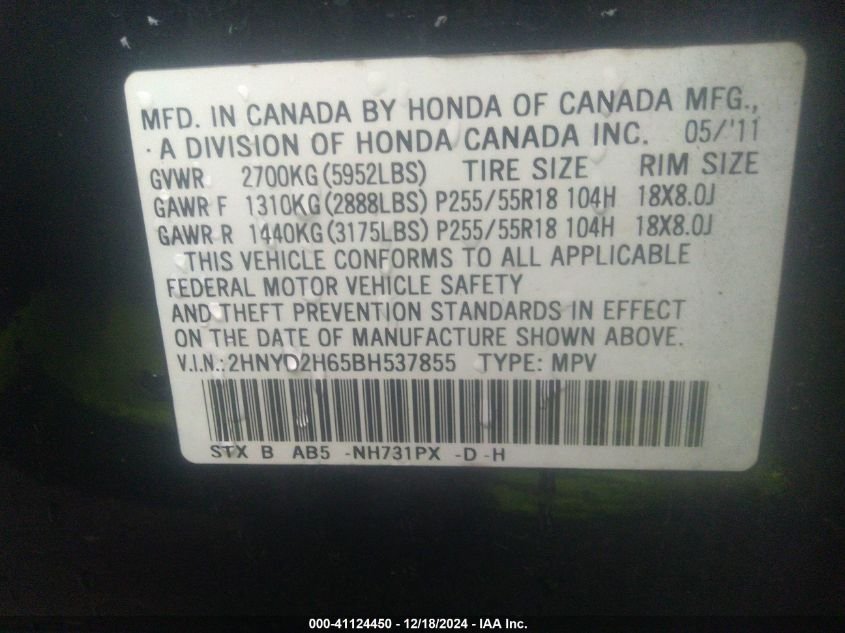 MFD. IN CANADA BY HONDA OF CANADA MFG.,
· A DIVISION OF HONDA CANADA INC. 05/'11
GVWR 2700KG (5952LBS) TIRE SIZE RIM SIZE
GAWR F 1310KG (2888LBS) P255/55R18 104H 18X8.0J
GAWR R 1440KG (3175LBS) P255/55R18 104H 18X8.0J
THIS VEHICLE CONFORMS TO ALL APPLICABLE
FEDERAL MOTOR VEHICLE SAFETY
AND THEFT PREVENTION STANDARDS IN EFFECT
ON THE DATE OF MANUFACTURE SHOWN ABOVE.
V.I.N.: 2HNYD2H65BH537855 TYPE: MPV
STX B AB5 -NH731PX -D -H
000-41124450 - 12/18/2024 - IAA Inc.